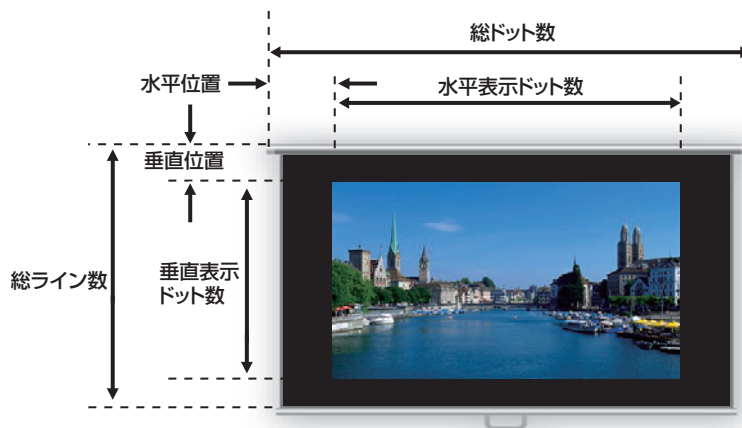 総ドット数
水平位置
水平表示ドット数
垂直位置
総ライン数
垂直表示
ドット数